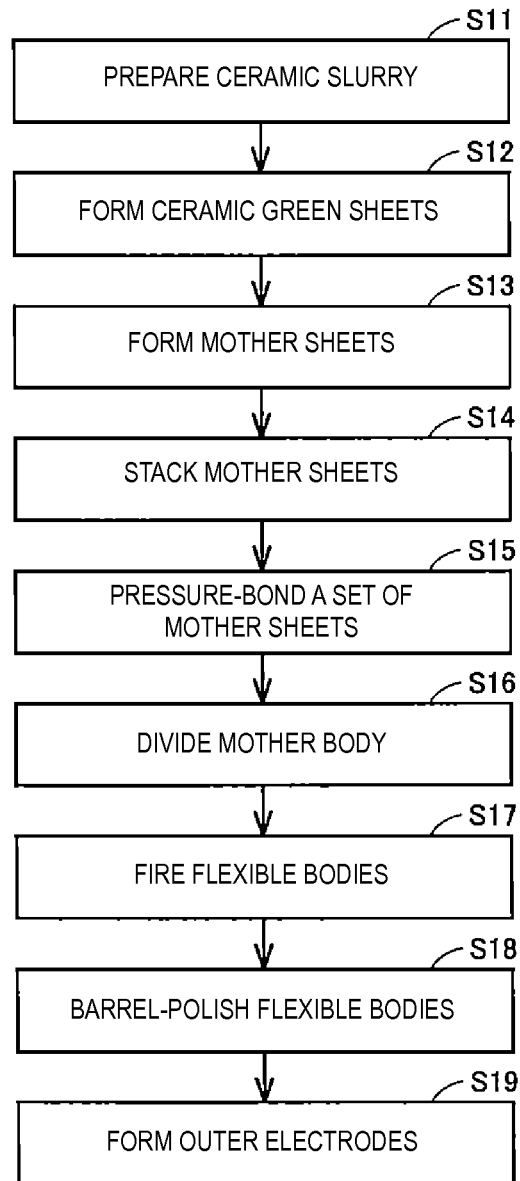 S11
PREPARE CERAMIC SLURRY
S12
FORM CERAMIC GREEN SHEETS
S13
FORM MOTHER SHEETS
S14
STACK MOTHER SHEETS
S15
PRESSURE-BOND A SET OF
MOTHER SHEETS
S16
DIVIDE MOTHER BODY
S17
FIRE FLEXIBLE BODIES
S18
BARREL-POLISH FLEXIBLE BODIES
S19
FORM OUTER ELECTRODES